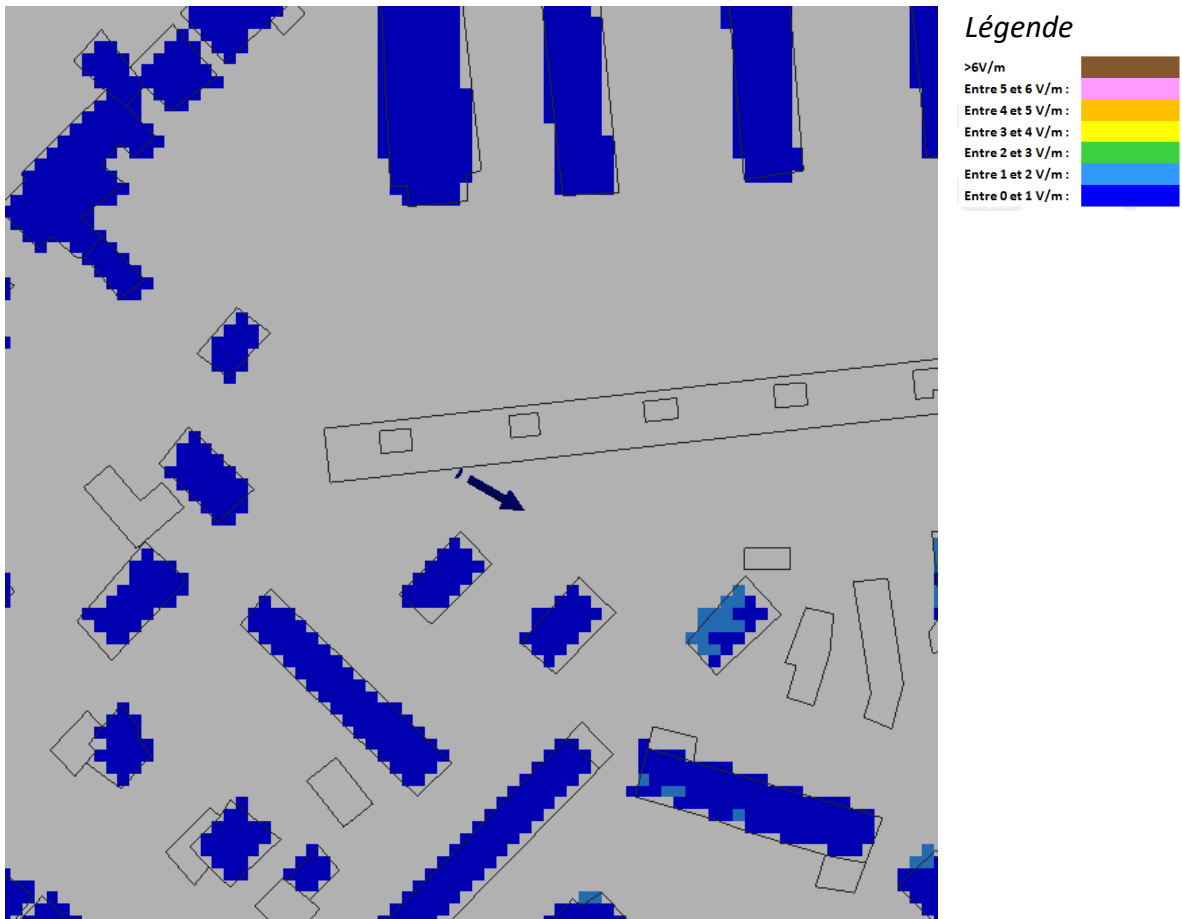 Légende
>6V/m
Entre 5 et 6 V/m :
Entre 4 et 5 V/m :
Entre 3 et 4 V/m :
Entre 2 et 3 V/m :
Entre 1 et 2 V/m :
Entre 0 et 1 V/m :